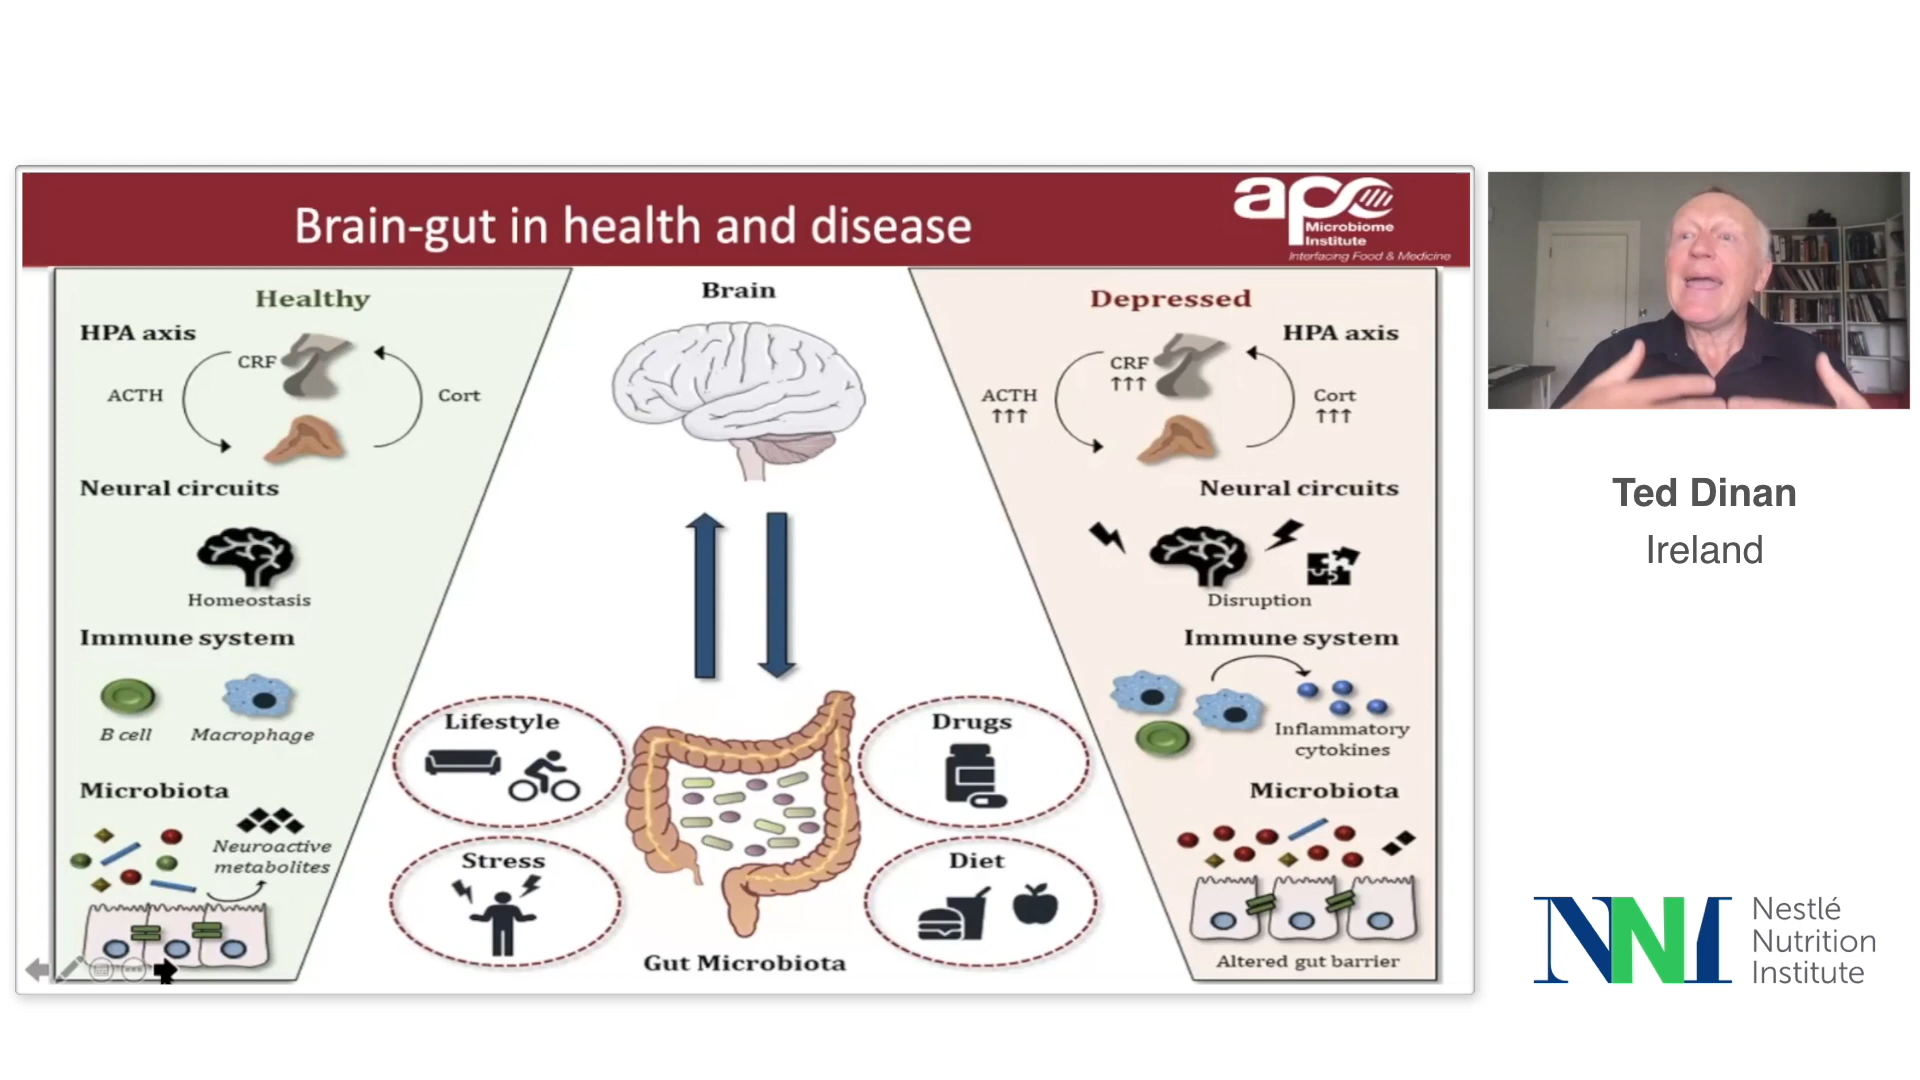 Brain-gut in health and disease
apc
Microbiome
Institute
Interfacing Food & Medicine
Healthy
HPA axis
CRF
ACTH
Cort
Neural circuits
Homeostasis
Immune system
B cell
Macrophage
Microbiota
Neuroactive
metabolites
Brain
Lifestyle
Drugs
Stress
Diet
Gut Microbiota
Depressed
HPA axis
CRF
↑↑↑
ACTH
↑↑↑
Cort
↑↑↑
Neural circuits
Disruption
Immune system
Inflammatory
cytokines
Microbiota
Altered gut barrier
Ted Dinan
Ireland
NNI
Nestlé
Nutrition
Institute